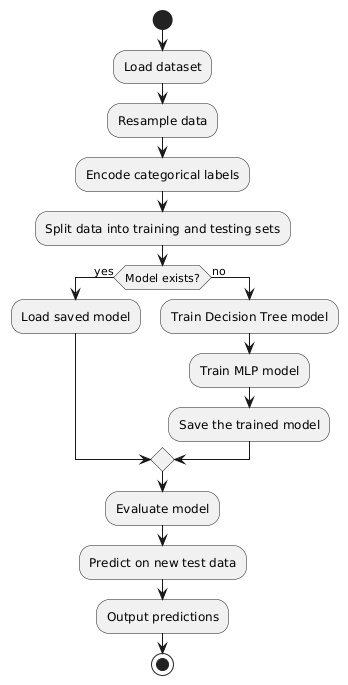 Load dataset
Resample data
Encode categorical labels
Split data into training and testing sets
yes
Model exists?
no
Load saved model
Train Decision Tree model
Train MLP model
Save the trained model
Evaluate model
Predict on new test data
Output predictions